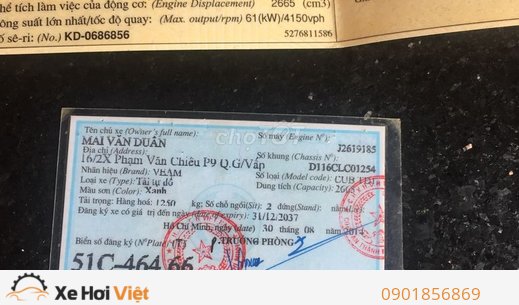 hể tích làm việc của động cơ: (Engine Displacement) 2665 (cm3)
ông suất lớn nhất/tốc độ quay: (Max. output/rpm) 61(kW)/4150vph
ố sê-ri: (No.) KD-0686856 5276811586
Tên chủ xe (Owner's full name): Số máy (Engine Nº):
MAI VĂN DUẨN J2619185
Địa chỉ (Address): Số khung (Chassis Nº):
16/2X Phạm Văn Chiêu P9 Q.G/Vấp D116CLC01254
Nhãn hiệu (Brand): VEAM Số loại (Model code): CUB
Loại xe (Type): Tải tự đổ Dung tích (Capacity): 266
Màu sơn (Color): Xanh
Tải trọng: Hàng hoá: 1250 kg; Số chỗ ngồi(Sit): 2 đứng(Stand): nằm(
Đăng ký xe có giá trị đến ngày expiry) 31/12/2037
Hồ Chí Minh, ngày (date) 30 tháng 08 năm 2014
Biển số đăng ký (Nº Plate) (T) TRƯỞNG PHÒNG
51C-464.66
Xe Hơi Việt 0901856869